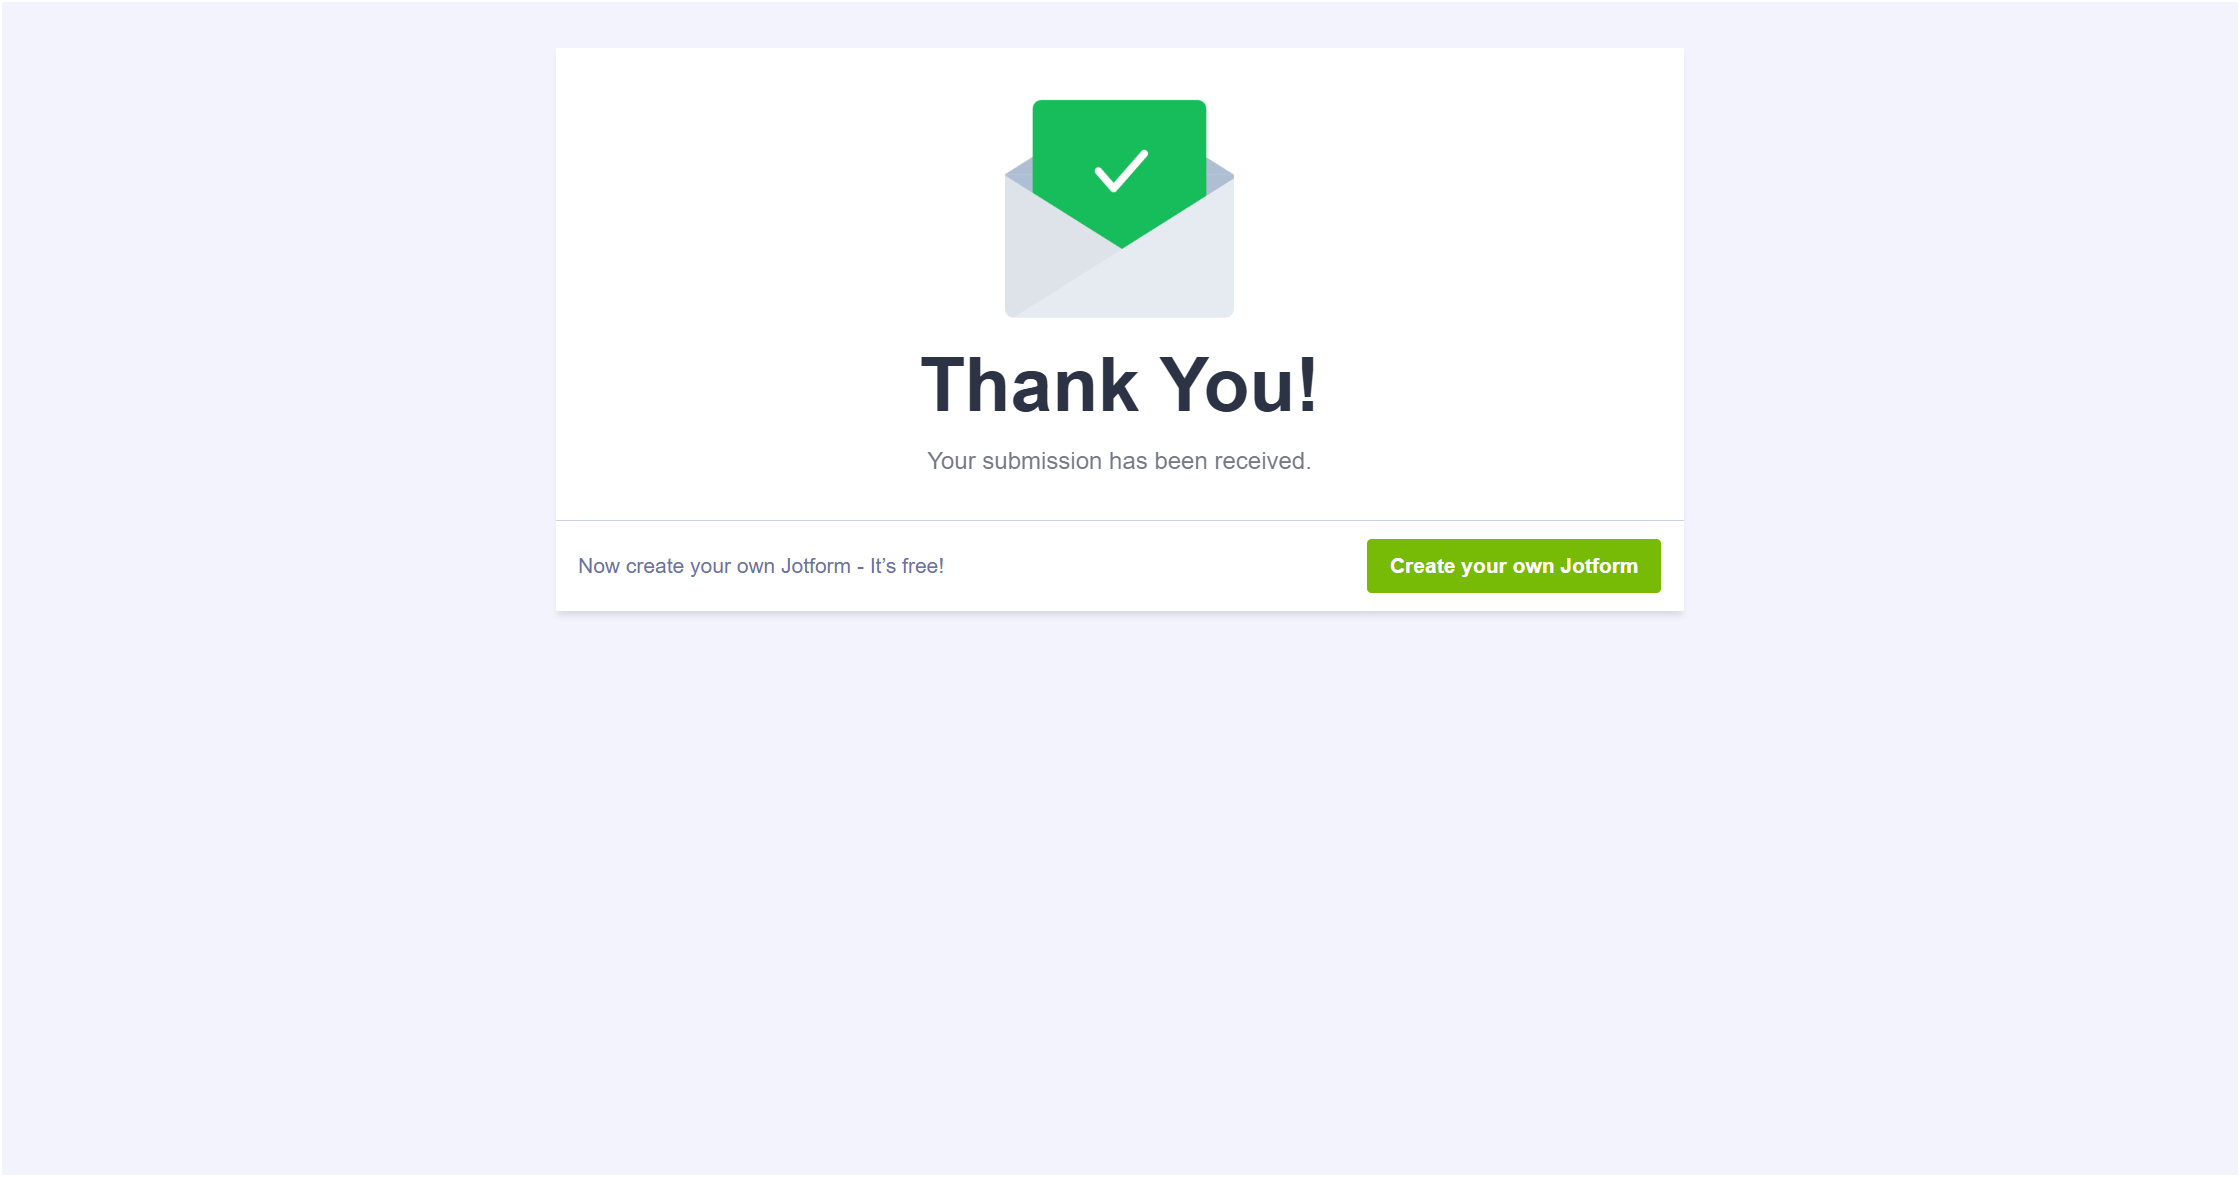 Thank You!
Your submission has been received.
Now create your own Jotform - It’s free!
Create your own Jotform